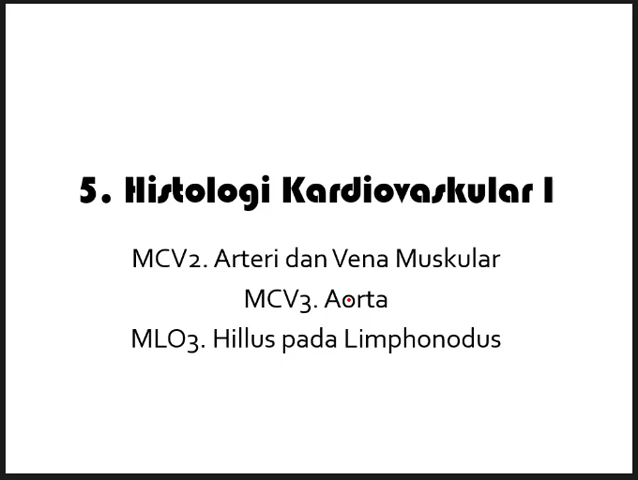 5. Histologi Kardiovaskular I
MCV2. Arteri dan Vena Muskular
MCV3. Aorta
MLO3. Hillus pada Limphonodus